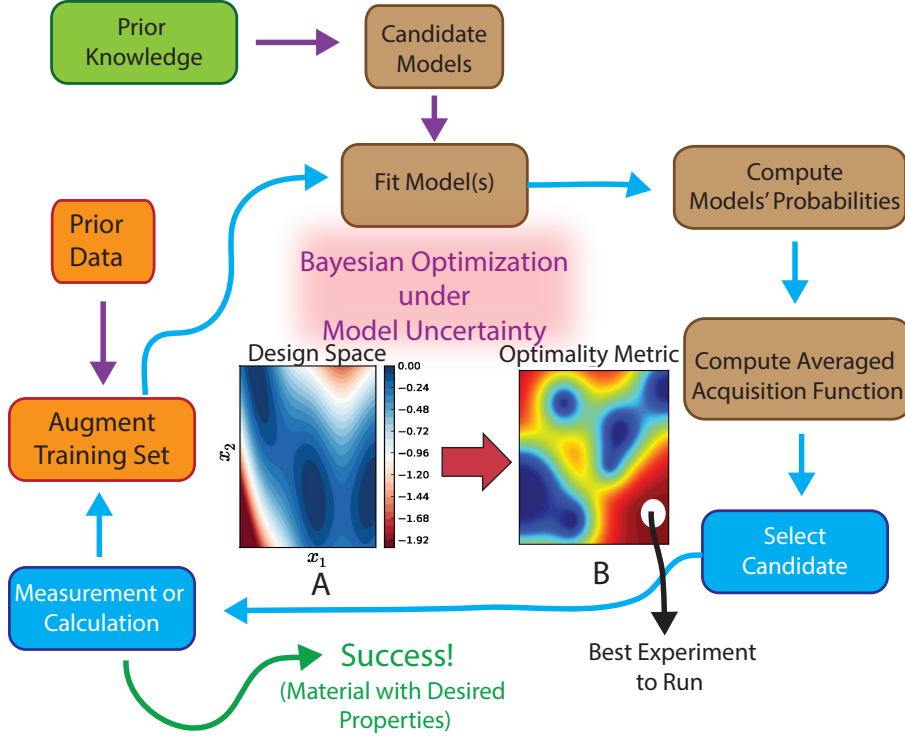 Prior
Knowledge
Candidate
Models
Fit Model(s)
Compute
Models' Probabilities
Prior
Data
Bayesian Optimization
under
Model Uncertainty
Design Space
Optimality Metric
Compute Averaged
Acquisition Function
Augment
Training Set
x_2
0.00
−0.24
−0.48
−0.72
−0.96
−1.20
−1.44
−1.68
−1.92
x_1
A
B
Select
Candidate
Measurement or
Calculation
Success!
(Material with Desired
Properties)
Best Experiment
to Run